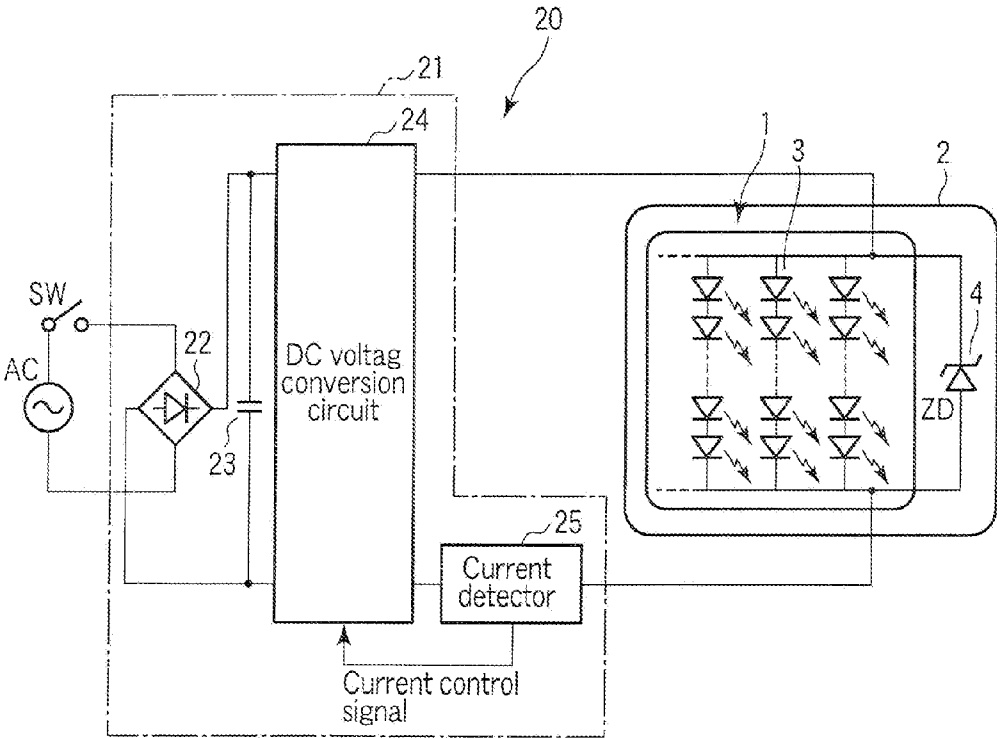 20
21
24
1
3
2
SW
4
22
DC voltag
conversion
circuit
AC
ZD
23
25
Current
detector
Current control
signal